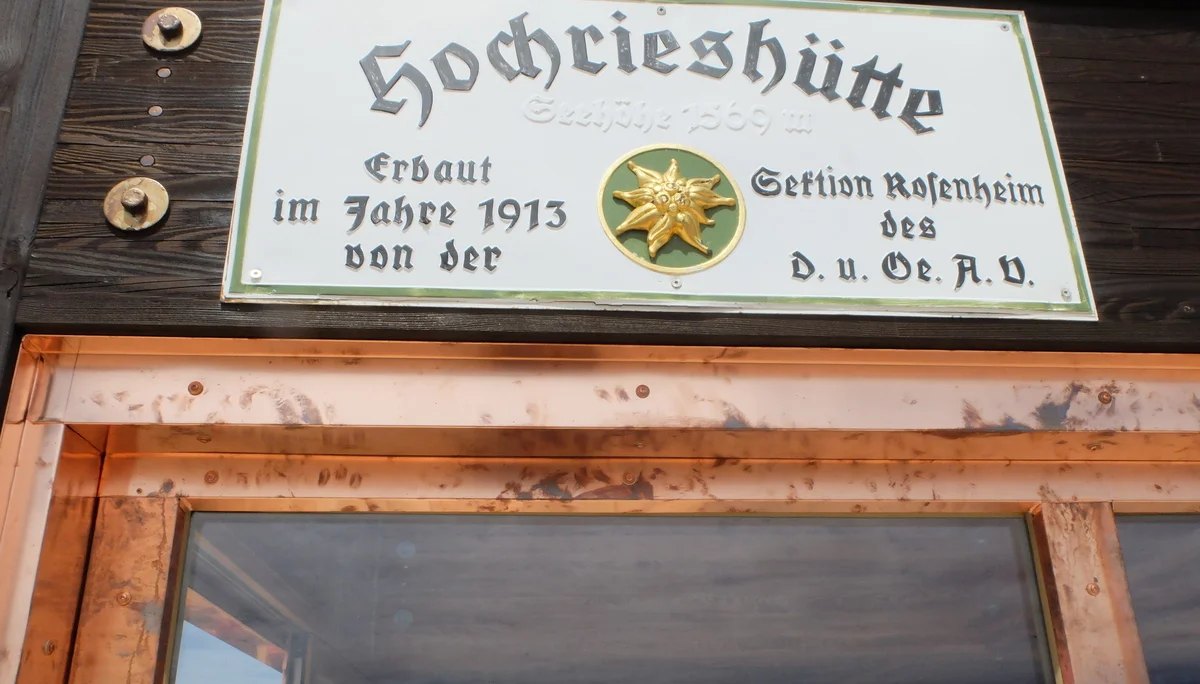 Hochrieshütte
Seehöhe 1569 m
Erbaut
im Jahre 1913
von der
Sektion Rosenheim
des
D. u. Oe. A. V.